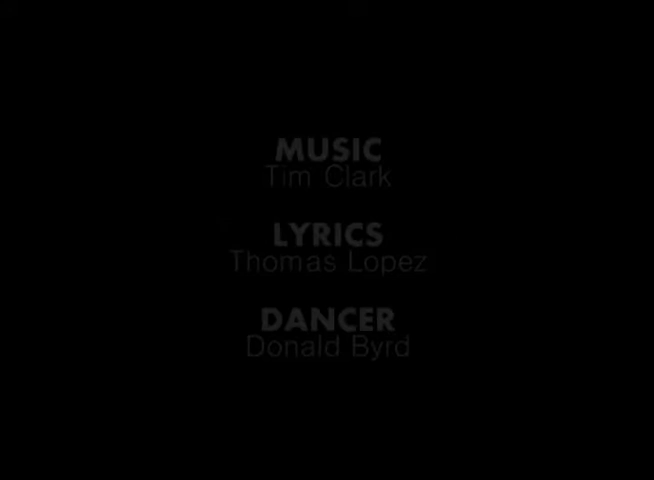 MUSIC
Tim Clark
LYRICS
Thomas Lopez
DANCER
Donald Byrd